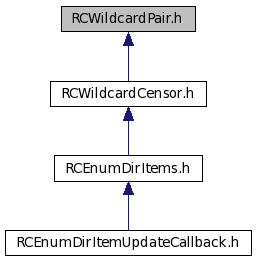 RCWildcardPair.h
RCWildcardCensor.h
RCEnumDirItems.h
RCEnumDirItemUpdateCallback.h